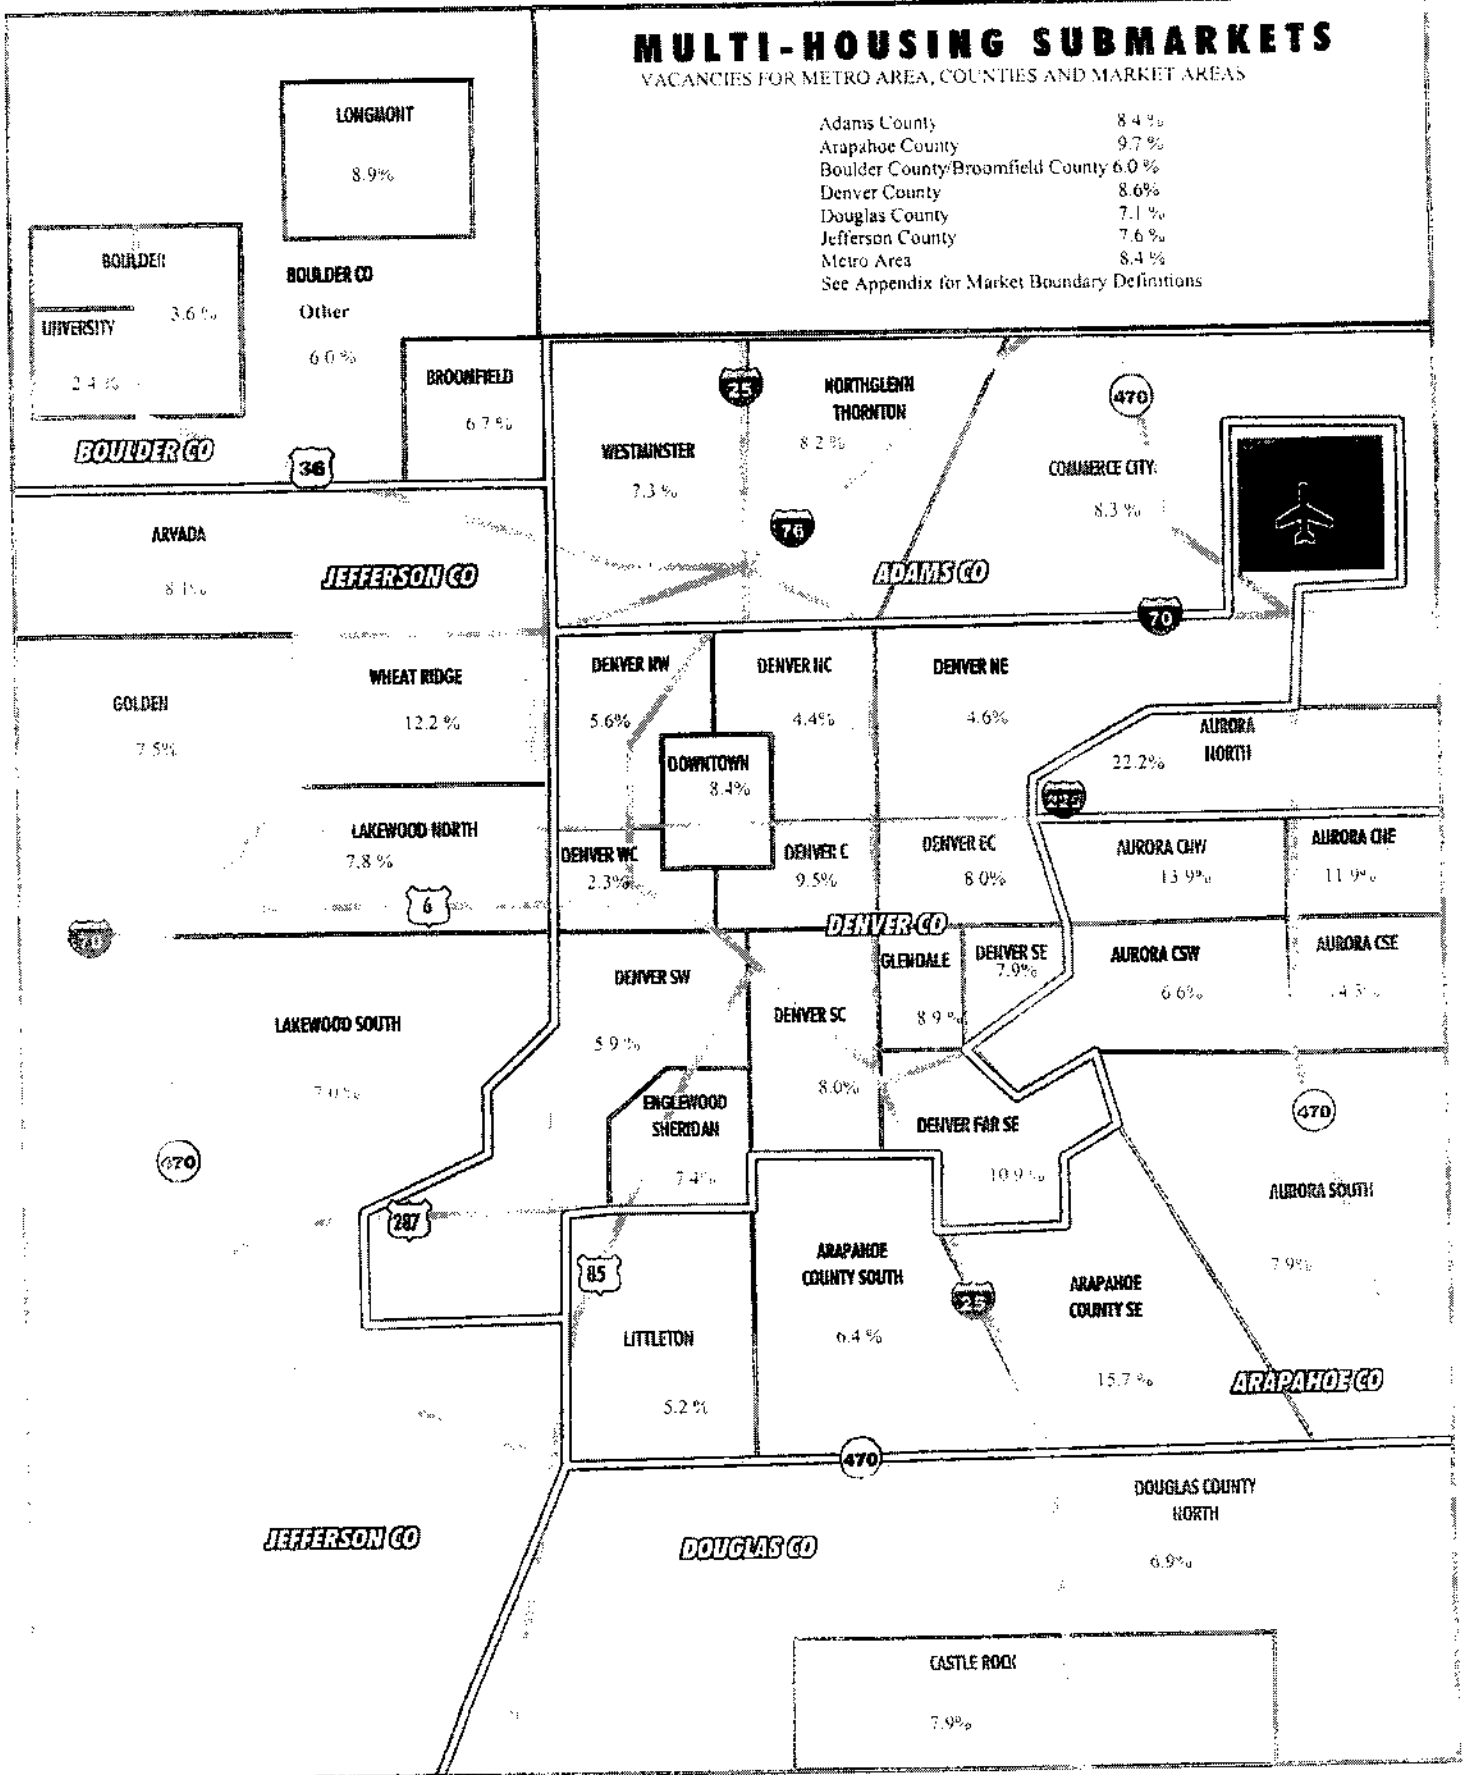 MULTI-HOUSING SUBMARKETS
VACANCIES FOR METRO AREA, COUNTIES AND MARKET AREAS
Adams County 8.4 %
Arapahoe County 9.7 %
Boulder County/Broomfield County 6.0 %
Denver County 8.6%
Douglas County 7.1 %
Jefferson County 7.6 %
Metro Area 8.4 %
See Appendix for Market Boundary Definitions
LONGMONT
8.9%
BOULDER
3.6 %
UNIVERSITY
2.4 %
BOULDER CO
Other
6.0 %
BROOMFIELD
6.7 %
BOULDER CO
36
25
NORTHGLENN
THORNTON
8.2 %
470
WESTMINSTER
7.3 %
76
COMMERCE CITY
8.3 %
ARVADA
8.1%
JEFFERSON CO
ADAMS CO
70
GOLDEN
7.5%
WHEAT RIDGE
12.2 %
DENVER NW
5.6%
DENVER NC
4.4%
DENVER NE
4.6%
AURORA
NORTH
22.2%
DOWNTOWN
8.4%
LAKEWOOD NORTH
7.8 %
6
70
DENVER WC
2.3%
DENVER C
9.5%
DENVER EC
8.0%
AURORA CNW
13.9%
AURORA CNE
11.9%
DENVER CO
LAKEWOOD SOUTH
7.0%
DENVER SW
5.9 %
DENVER SC
8.0%
GLENDALE
8.9 %
DENVER SE
7.9%
AURORA CSW
6.6%
AURORA CSE
470
ENGLEWOOD
SHERIDAN
7.4%
DENVER FAR SE
10.9 %
470
AURORA SOUTH
7.9%
287
85
LITTLETON
5.2 %
ARAPAHOE
COUNTY SOUTH
6.4 %
25
ARAPAHOE
COUNTY SE
15.7 %
ARAPAHOE CO
470
JEFFERSON CO
DOUGLAS CO
DOUGLAS COUNTY
NORTH
6.9%
CASTLE ROCK
7.9%